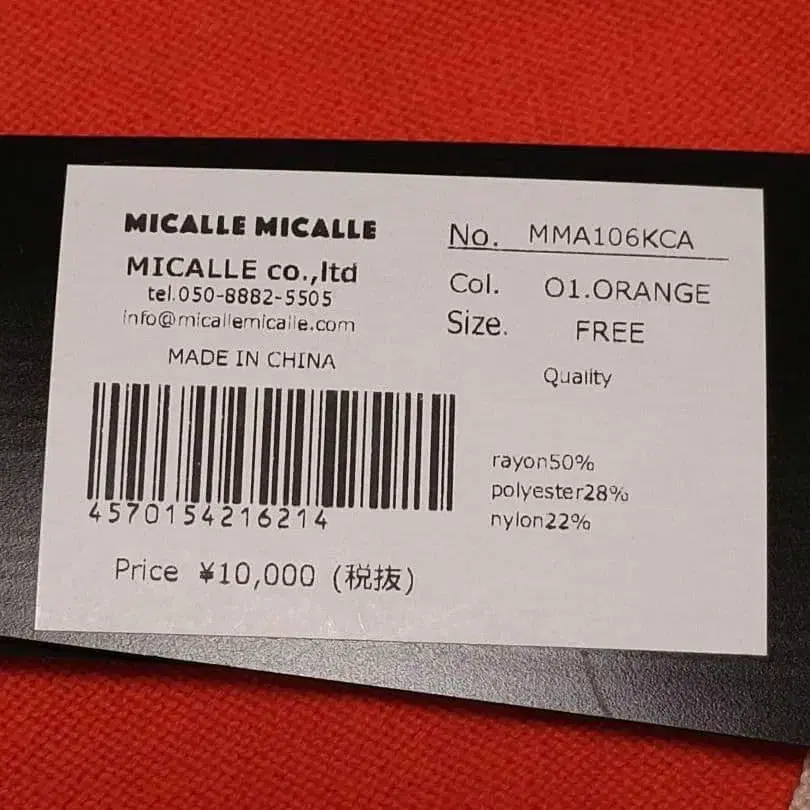 MICALLE MICALLE
MICALLE co.,ltd
tel.050-8882-5505
info@micallemicalle.com
MADE IN CHINA
4570154216214
Price ¥10,000 (税抜)
No. MMA106KCA
Col. 01.ORANGE
Size. FREE
Quality
rayon50%
polyester28%
nylon22%